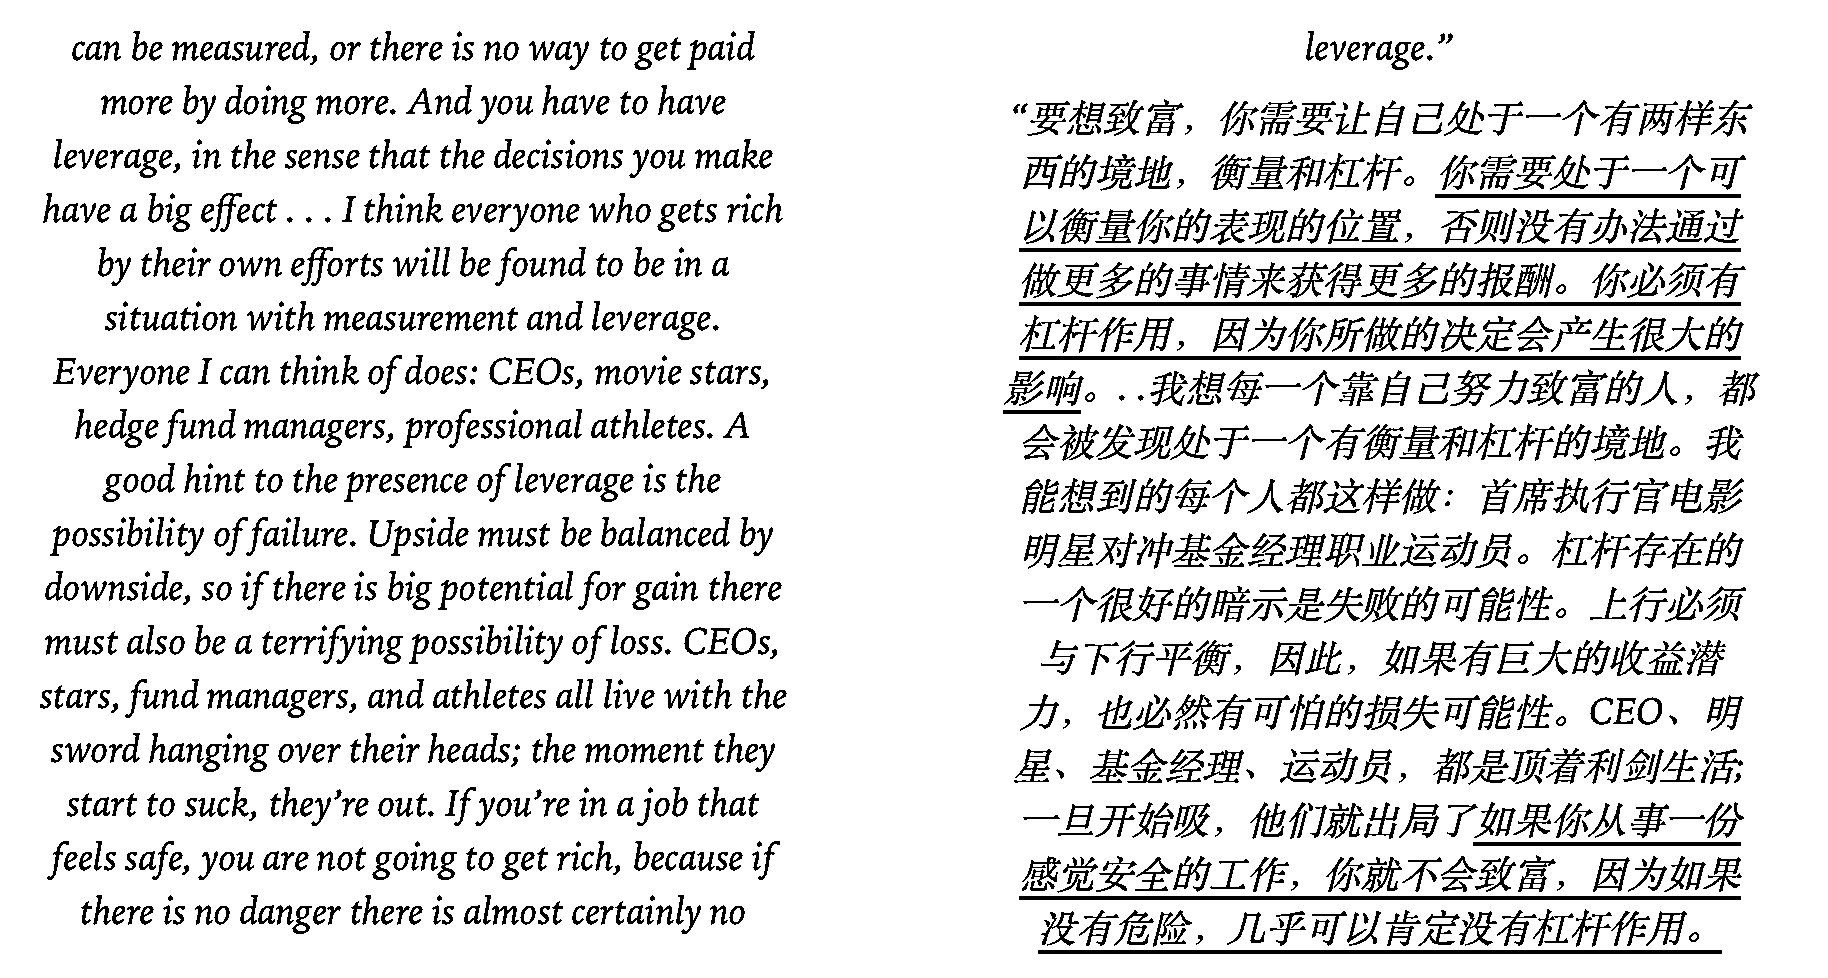 can be measured, or there is no way to get paid
more by doing more. And you have to have
leverage, in the sense that the decisions you make
have a big effect . . . I think everyone who gets rich
by their own efforts will be found to be in a
situation with measurement and leverage.
Everyone I can think of does: CEOs, movie stars,
hedge fund managers, professional athletes. A
good hint to the presence of leverage is the
possibility of failure. Upside must be balanced by
downside, so if there is big potential for gain there
must also be a terrifying possibility of loss. CEOs,
stars, fund managers, and athletes all live with the
sword hanging over their heads; the moment they
start to suck, they’re out. If you’re in a job that
feels safe, you are not going to get rich, because if
there is no danger there is almost certainly no
leverage.”
“要想致富，你需要让自己处于一个有两样东
西的境地，衡量和杠杆。你需要处于一个可
以衡量你的表现的位置，否则没有办法通过
做更多的事情来获得更多的报酬。你必须有
杠杆作用，因为你所做的决定会产生很大的
影响。. .我想每一个靠自己努力致富的人，都
会被发现处于一个有衡量和杠杆的境地。我
能想到的每个人都这样做：首席执行官电影
明星对冲基金经理职业运动员。杠杆存在的
一个很好的暗示是失败的可能性。上行必须
与下行平衡，因此，如果有巨大的收益潜
力，也必然有可怕的损失可能性。CEO、明
星、基金经理、运动员，都是顶着利剑生活;
一旦开始吸，他们就出局了如果你从事一份
感觉安全的工作，你就不会致富，因为如果
没有危险，几乎可以肯定没有杠杆作用。